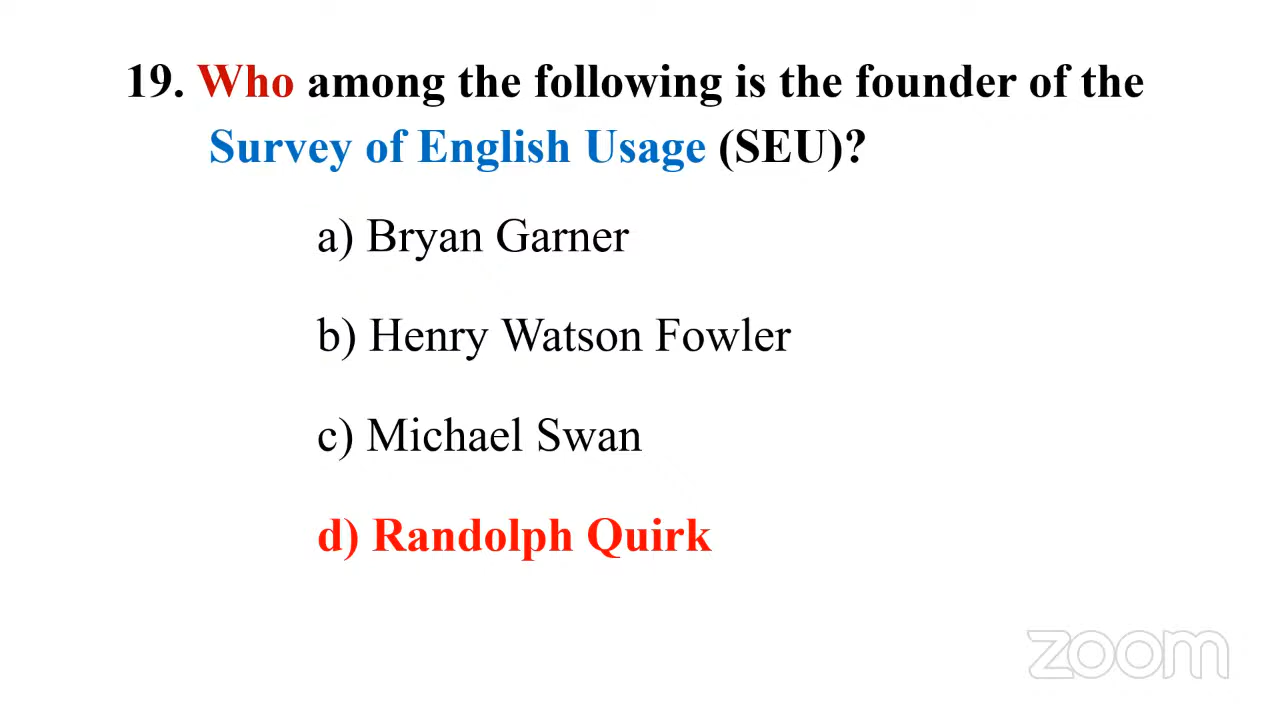 19. Who among the following is the founder of the
Survey of English Usage (SEU)?
a) Bryan Garner
b) Henry Watson Fowler
c) Michael Swan
d) Randolph Quirk
zoom